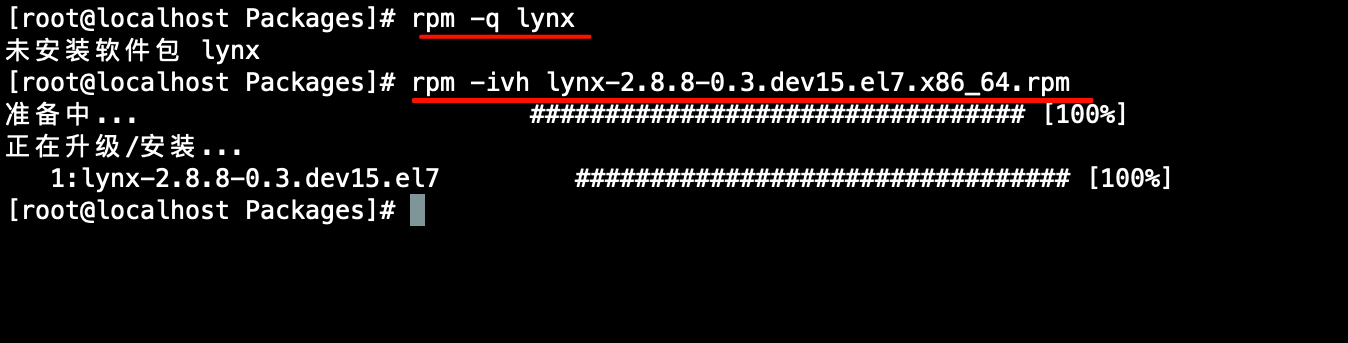 [root@localhost Packages]# rpm -q lynx
未安装软件包 lynx
[root@localhost Packages]# rpm -ivh lynx-2.8.8-0.3.dev15.el7.x86_64.rpm
准备中... ################################# [100%]
正在升级/安装...
1:lynx-2.8.8-0.3.dev15.el7 ################################# [100%]
[root@localhost Packages]#